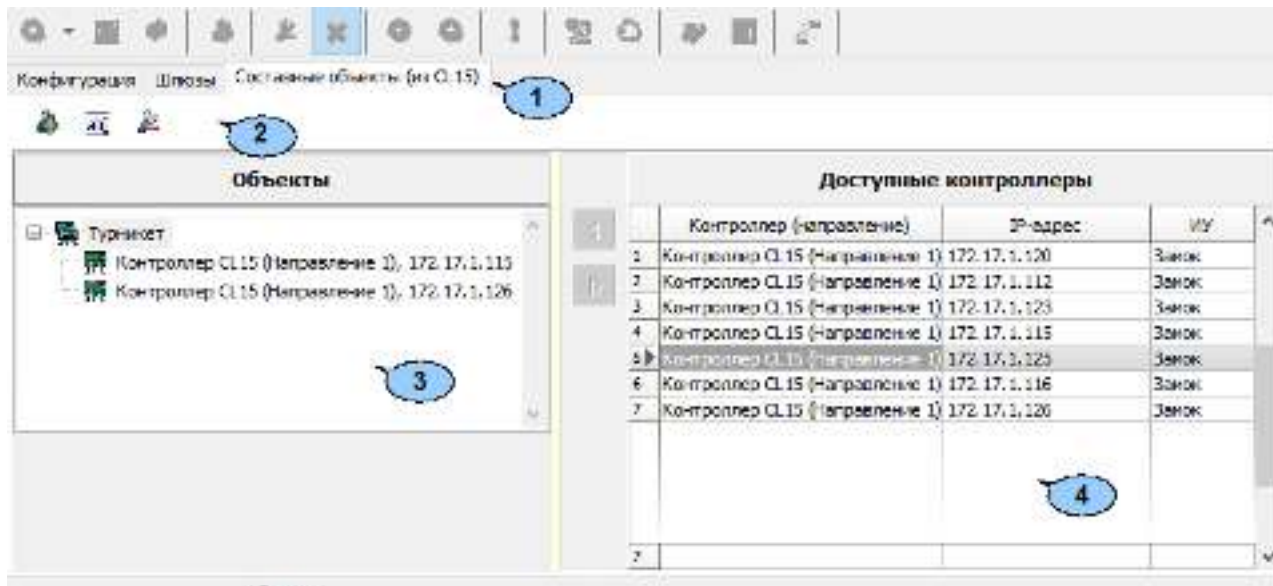 Конфигурация Шлюзы Составные объекты (из CL15)
1
2
Объекты
Доступные контроллеры
Турникет
Контроллер CL15 (Направление 1), 172.17.1.115
Контроллер CL15 (Направление 1), 172.17.1.126
3
Контроллер (направление) IP-адрес ИУ
1 Контроллер CL15 (Направление 1) 172.17.1.120 Замок
2 Контроллер CL15 (Направление 1) 172.17.1.112 Замок
3 Контроллер CL15 (Направление 1) 172.17.1.123 Замок
4 Контроллер CL15 (Направление 1) 172.17.1.115 Замок
5 Контроллер CL15 (Направление 1) 172.17.1.125 Замок
6 Контроллер CL15 (Направление 1) 172.17.1.116 Замок
7 Контроллер CL15 (Направление 1) 172.17.1.126 Замок
4
7